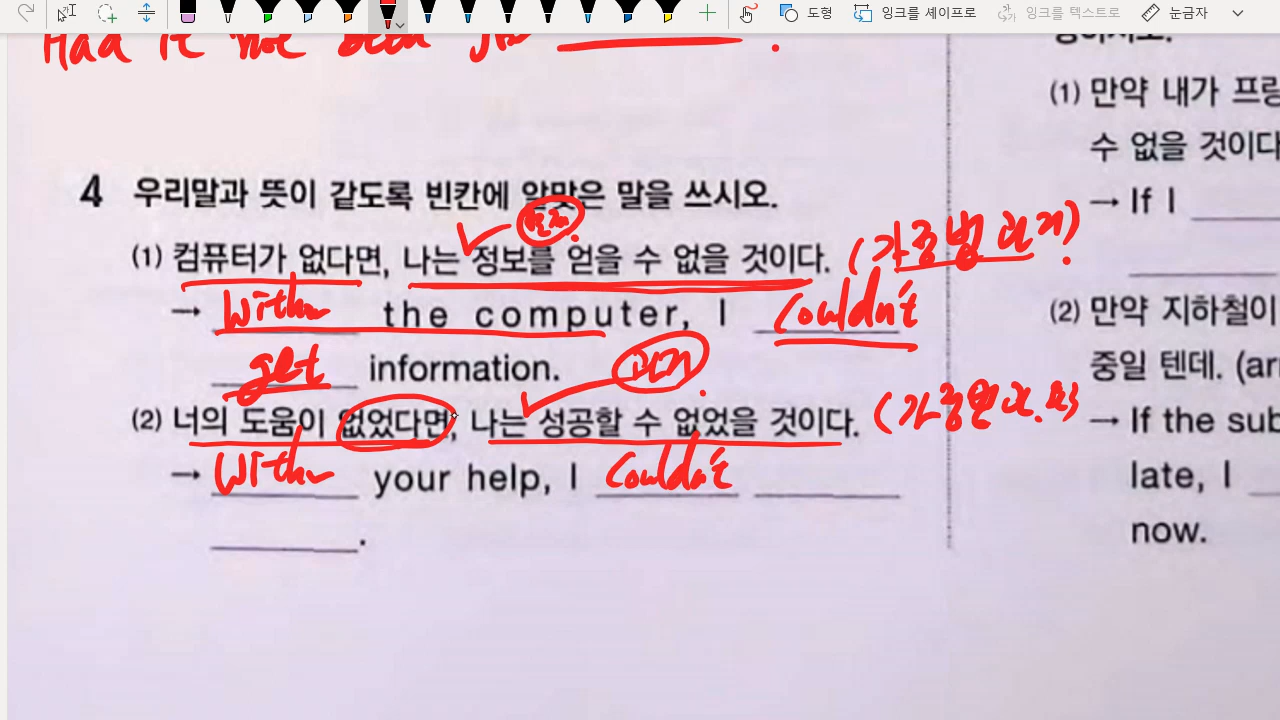 도형
잉크를 셰이프로
잉크를 텍스트로
눈금자
Had it not been for
4 우리말과 뜻이 같도록 빈칸에 알맞은 말을 쓰시오.
현재.
(1) 컴퓨터가 없다면, 나는 정보를 얻을 수 없을 것이다. (가정법 과거)
→ Without the computer, I couldn't
get information.
과거.
(2) 너의 도움이 없었다면, 나는 성공할 수 없었을 것이다. (가정법 과.완)
→ Without your help, I couldn't
.
(1) 만약 내가 프랑
수 없을 것이다
→ If I
(2) 만약 지하철이
중일 텐데. (arr
→ If the sub
late, I
now.